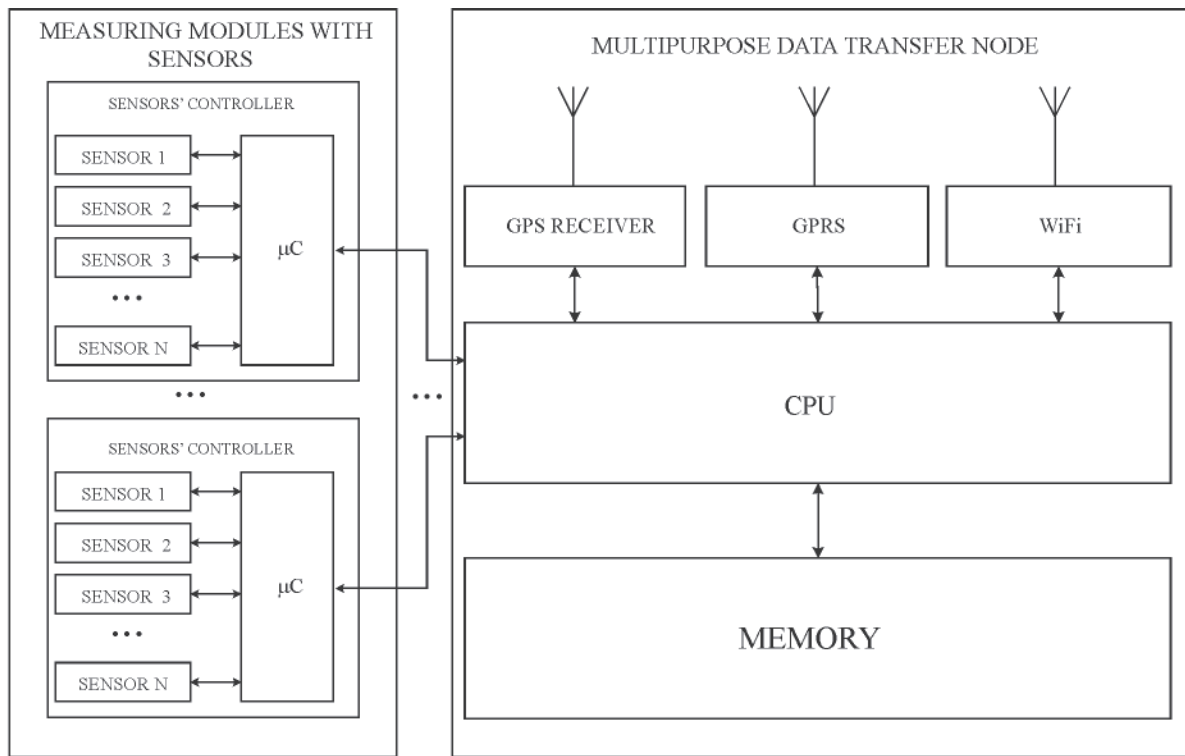 MEASURING MODULES WITH
SENSORS
SENSORS' CONTROLLER
SENSOR 1
SENSOR 2
SENSOR 3
•••
SENSOR N
μC
•••
SENSORS' CONTROLLER
SENSOR 1
SENSOR 2
SENSOR 3
•••
SENSOR N
μC
•••
MULTIPURPOSE DATA TRANSFER NODE
GPS RECEIVER
GPRS
WiFi
CPU
MEMORY